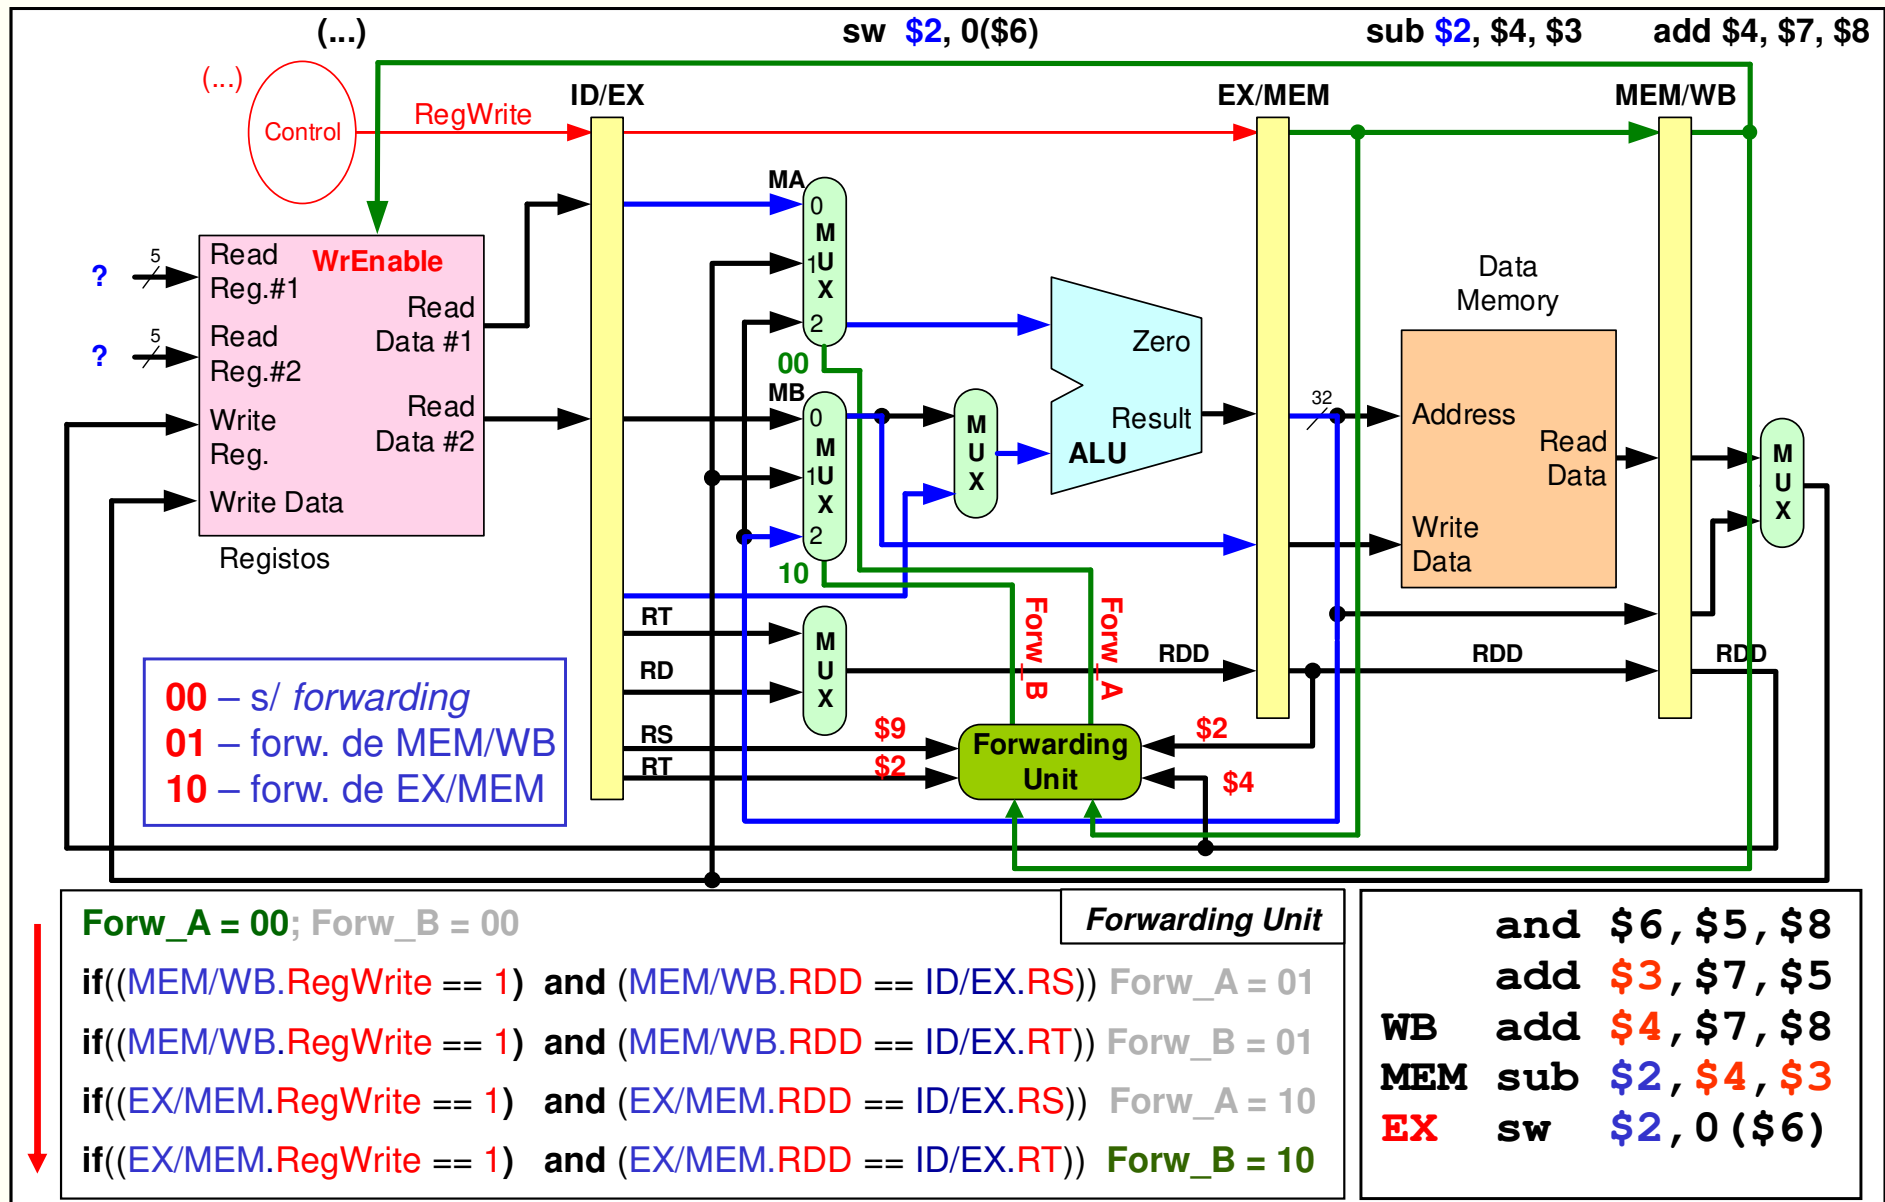 (...)
sw $2, 0($6)
sub $2, $4, $3
add $4, $7, $8
(...)
Control
RegWrite
ID/EX
EX/MEM
MEM/WB
MA
0
M
1U
X
2
00
WrEnable
?
5
Read
Reg.#1
?
5
Read
Reg.#2
Write
Reg.
Write Data
Read
Data #1
Read
Data #2
Registos
MB
0
M
1U
X
2
10
M
U
X
Zero
Result
ALU
32
Data
Memory
Address
Read
Data
Write
Data
M
U
X
RT
RD
M
U
X
RDD
RDD
RDD
Forw_B
Forw_A
RS
$9
RT
$2
Forwarding
Unit
$2
$4
00 – s/ forwarding
01 – forw. de MEM/WB
10 – forw. de EX/MEM
Forwarding Unit
Forw_A = 00; Forw_B = 00
if((MEM/WB.RegWrite == 1) and (MEM/WB.RDD == ID/EX.RS)) Forw_A = 01
if((MEM/WB.RegWrite == 1) and (MEM/WB.RDD == ID/EX.RT)) Forw_B = 01
if((EX/MEM.RegWrite == 1) and (EX/MEM.RDD == ID/EX.RS)) Forw_A = 10
if((EX/MEM.RegWrite == 1) and (EX/MEM.RDD == ID/EX.RT)) Forw_B = 10
and $6,$5,$8
add $3,$7,$5
WB add $4,$7,$8
MEM sub $2,$4,$3
EX sw $2,0($6)